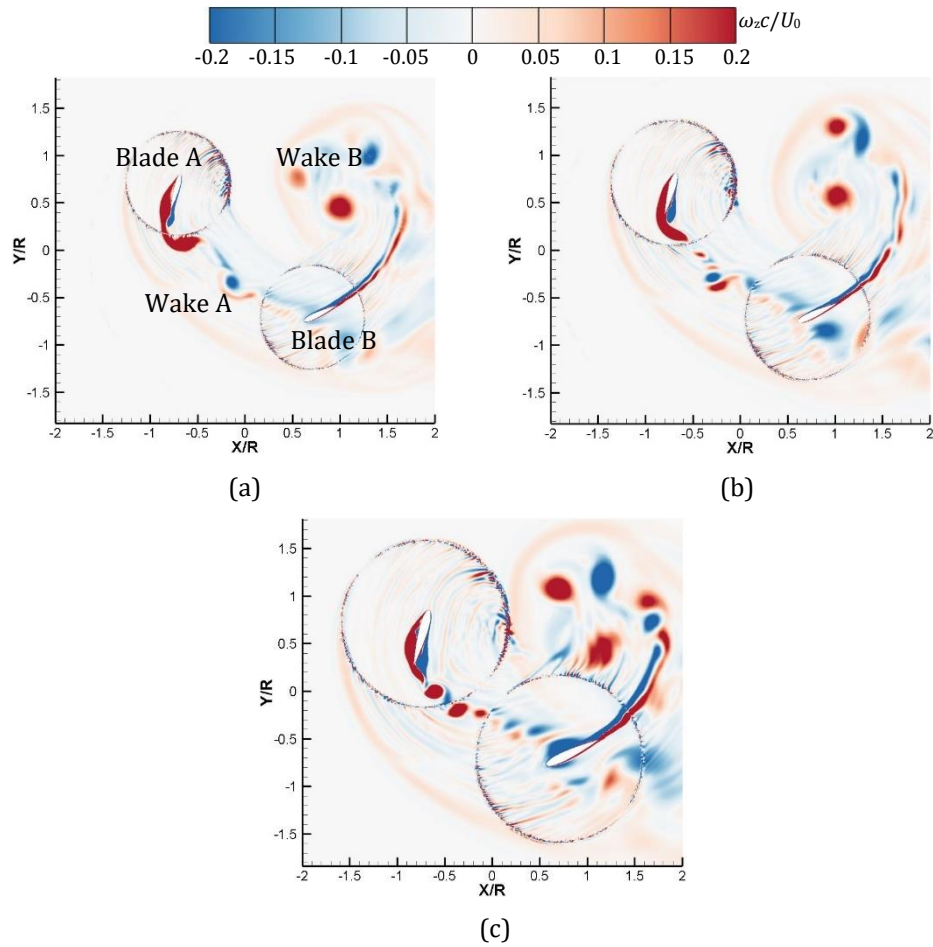 ωzc/U0
-0.2 -0.15 -0.1 -0.05 0 0.05 0.1 0.15 0.2
1.5
1
0.5
0
-0.5
-1
-1.5
Y/R
Blade A
Wake B
Wake A
Blade B
-2 -1.5 -1 -0.5 0 0.5 1 1.5 2
X/R
(a)
1.5
1
0.5
0
-0.5
-1
-1.5
Y/R
-2 -1.5 -1 -0.5 0 0.5 1 1.5 2
X/R
(b)
1.5
1
0.5
0
-0.5
-1
-1.5
Y/R
-2 -1.5 -1 -0.5 0 0.5 1 1.5 2
X/R
(c)